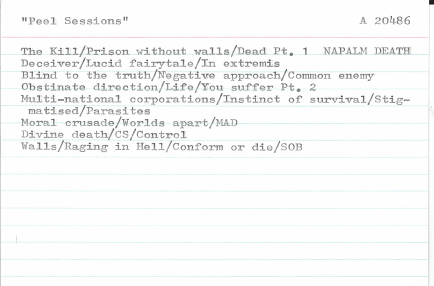 "Peel Sessions" A 20486
The Kill/Prison without walls/Dead Pt. 1 NAPALM DEATH
Deceiver/Lucid fairytale/In extremis
Blind to the truth/Negative approach/Common enemy
Obstinate direction/Life/You suffer Pt. 2
Multi-national corporations/Instinct of survival/Stig-
matised/Parasites
Moral crusade/Worlds apart/MAD
Divine death/CS/Control
Walls/Raging in Hell/Conform or die/SOB